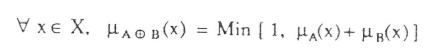 ∀ x ∈ X, μ_{A ⊕ B}(x) = Min [ 1, μ_A(x) + μ_B(x) ]